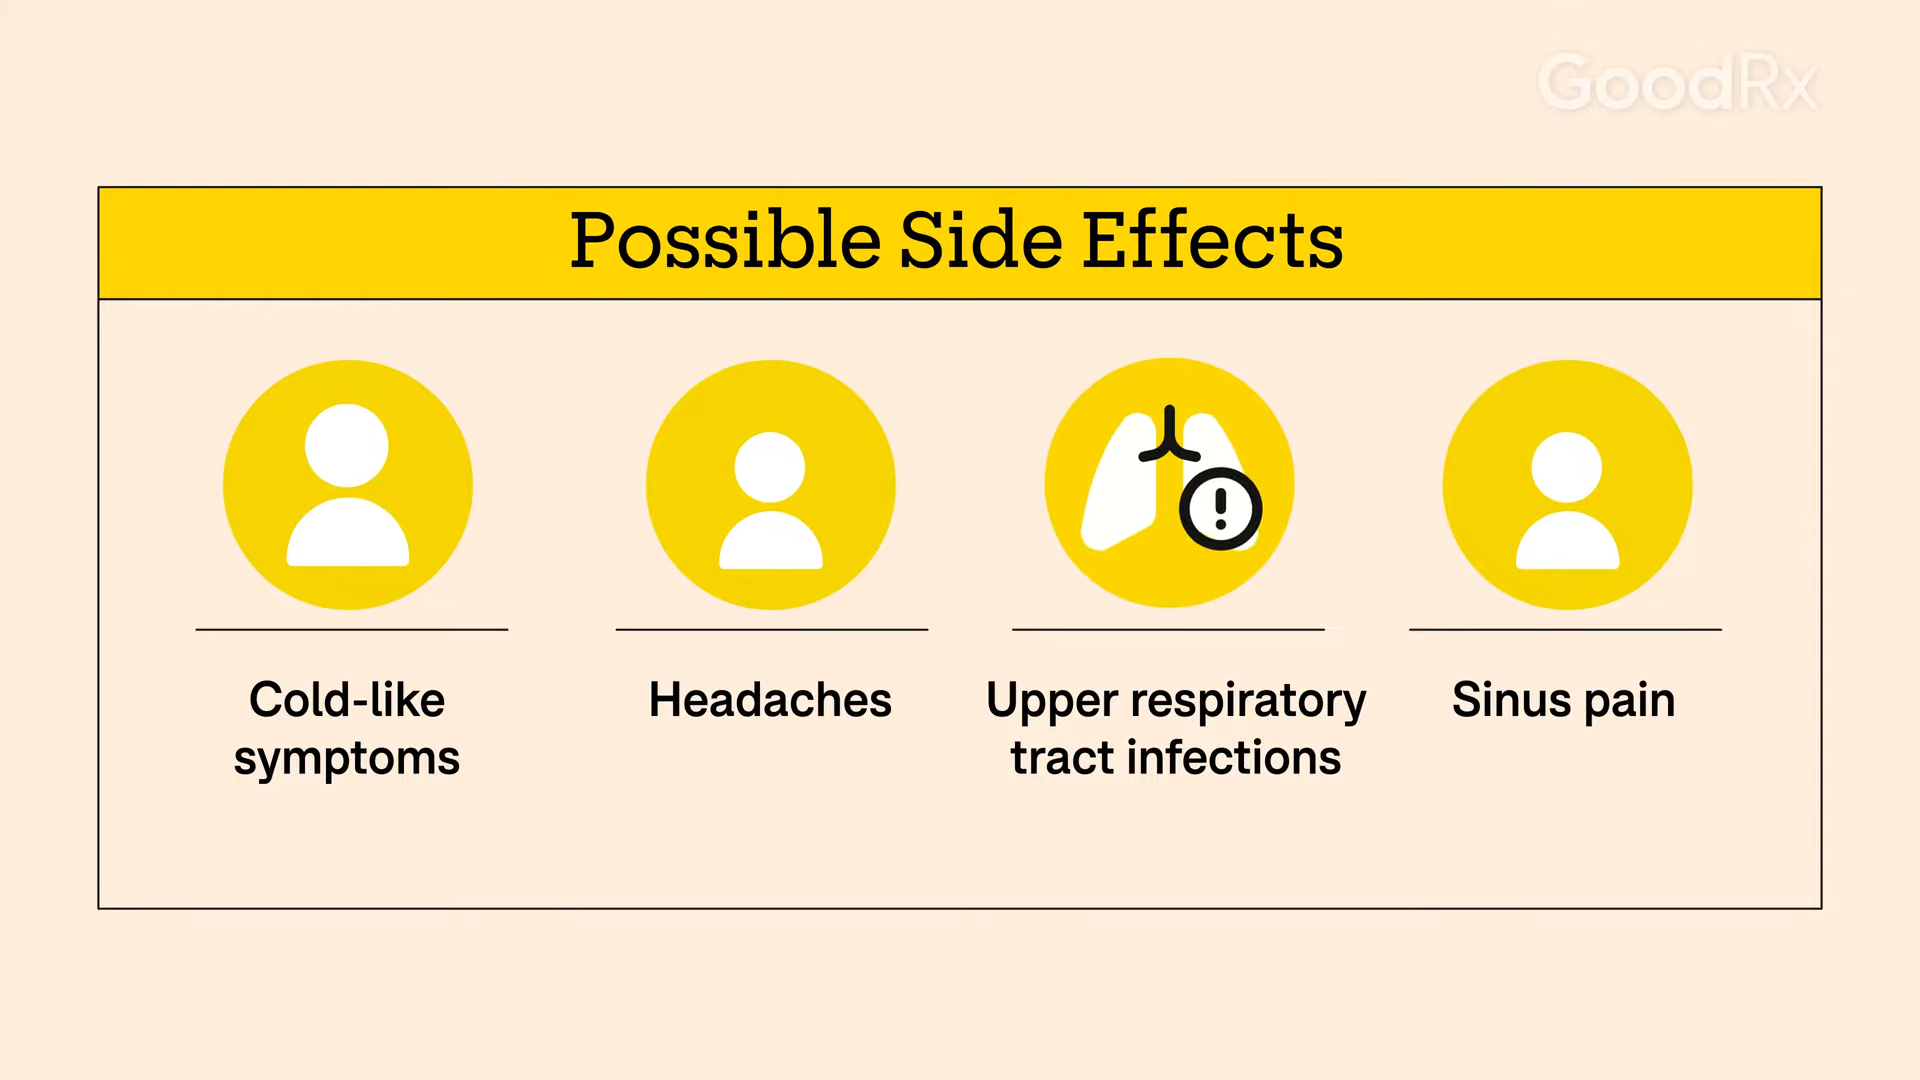 GoodRx
Possible Side Effects
Cold-like
symptoms
Headaches
Upper respiratory
tract infections
Sinus pain